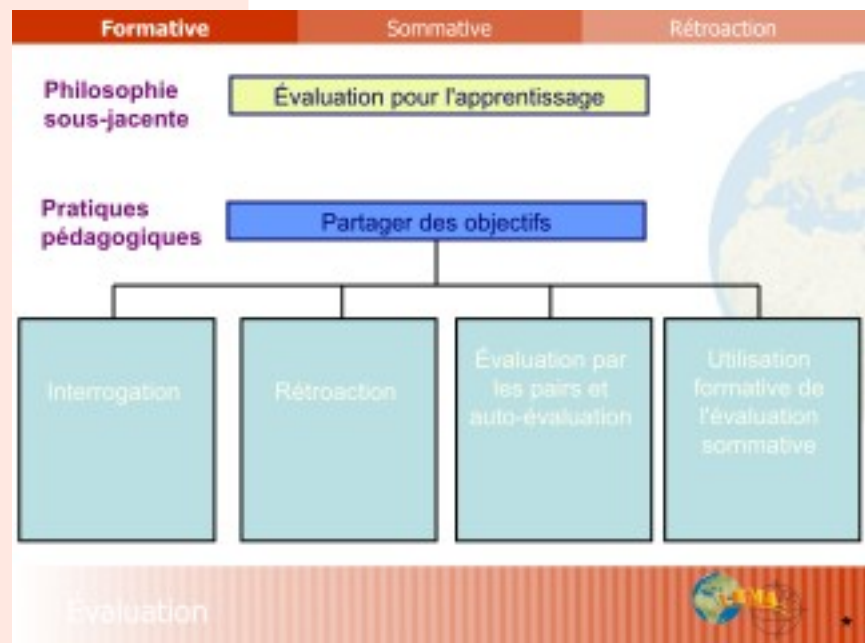 Formative
Sommative
Rétroaction
Philosophie
sous-jacente
Évaluation pour l'apprentissage
Pratiques
pédagogiques
Partager des objectifs
Interrogation
Rétroaction
Évaluation par
les pairs et
auto-évaluation
Utilisation
formative de
l'évaluation
sommative
Évaluation